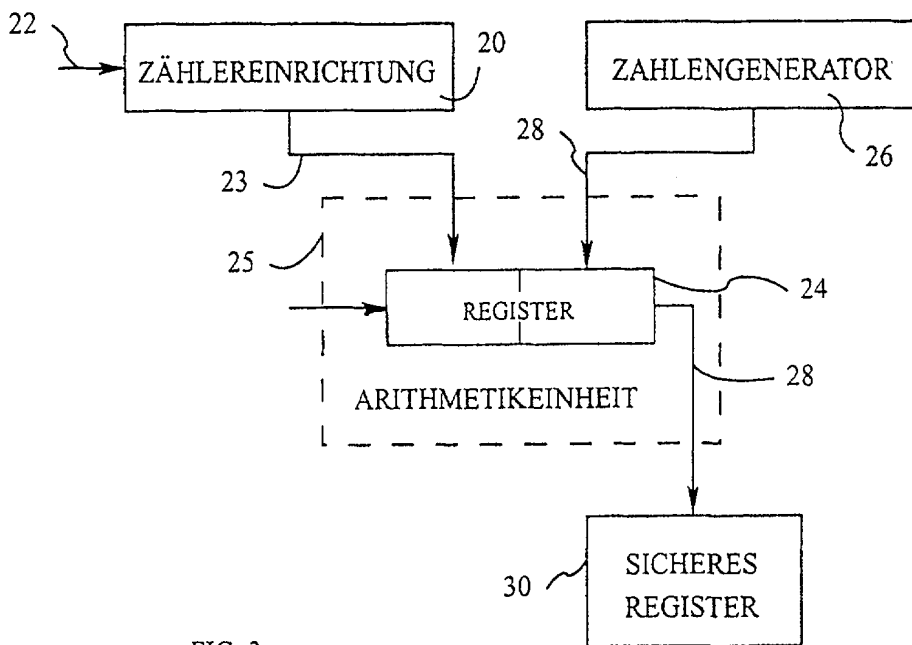 22
ZÄHLEREINRICHTUNG
20
ZAHLENGENERATOR
26
23
28
25
REGISTER
24
ARITHMETIKEINHEIT
28
30
SICHERES
REGISTER